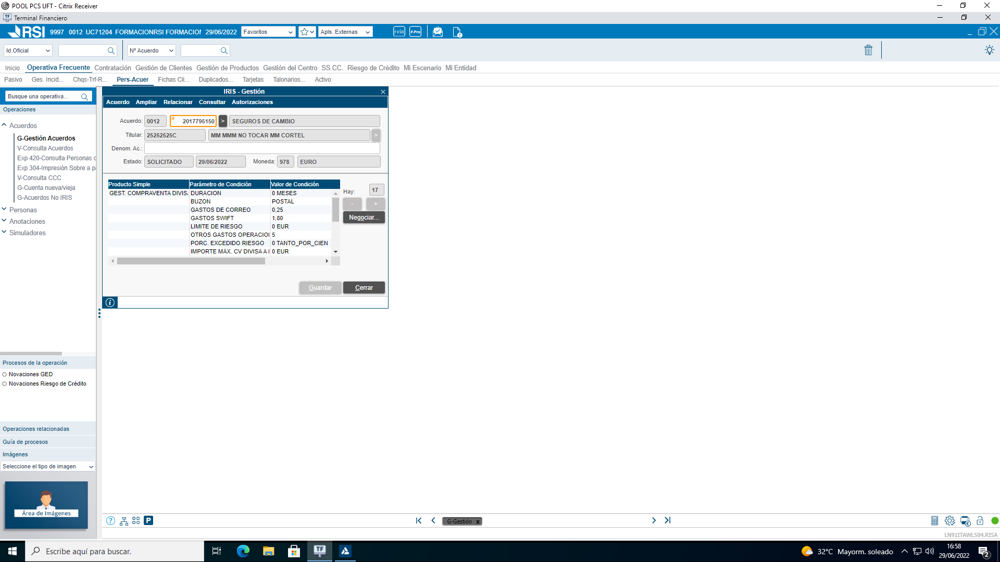 POOL PCS UFT - Citrix Receiver
TF Terminal Financiero
RSI 9997 0012 UC71204 FORMACIONRSI FORMACION 29/06/2022 Favoritos Apls. Externas rvía F.Pro
Id.Oficial Nº Acuerdo
Inicio Operativa Frecuente Contratación Gestión de Clientes Gestión de Productos Gestión del Centro SS.CC. Riesgo de Crédito Mi Escenario Mi Entidad
Pasivo Ges. Incid... Chqs-Trf-R... Pers-Acuer Fichas Cli... Duplicados... Tarjetas Talonarios... Activo
Busque una operativa...
Operaciones
Acuerdos
G-Gestión Acuerdos
V-Consulta Acuerdos
Exp 420-Consulta Personas
Exp 304-Impresión Sobre a p
V-Consulta CCC
G-Cuenta nueva/vieja
G-Acuerdos No IRIS
Personas
Anotaciones
Simuladores
Procesos de la operación
Novaciones GED
Novaciones Riesgo de Crédito
Operaciones relacionadas
Guía de procesos
Imágenes
Seleccione el tipo de imagen
Área de Imágenes
IRIS - Gestión
Acuerdo Ampliar Relacionar Consultar Autorizaciones
Acuerdo: 0012 2017795150 > SEGUROS DE CAMBIO
Titular: 25252525C MM MMM NO TOCAR MM CORTEL >
Denom. Ac.:
Estado: SOLICITADO 29/06/2022 Moneda: 978 EURO
Producto Simple Parámetro de Condición Valor de Condición
GEST. COMPRAVENTA DIVIS DURACION 0 MESES
BUZON POSTAL
GASTOS DE CORREO 0,25
GASTOS SWIFT 1,80
LIMITE DE RIESGO 0 EUR
OTROS GASTOS OPERACIO 5
PORC. EXCEDIDO RIESGO 0 TANTO_POR_CIEN
IMPORTE MÁX. CV DIVISA A 0 EUR
Hay: 17
- +
Negociar...
Guardar Cerrar
P
G-Gestión x
LN91ITAWLS04.RISA
Escribe aquí para buscar.
TF
32°C Mayorm. soleado
16:58
29/06/2022
2